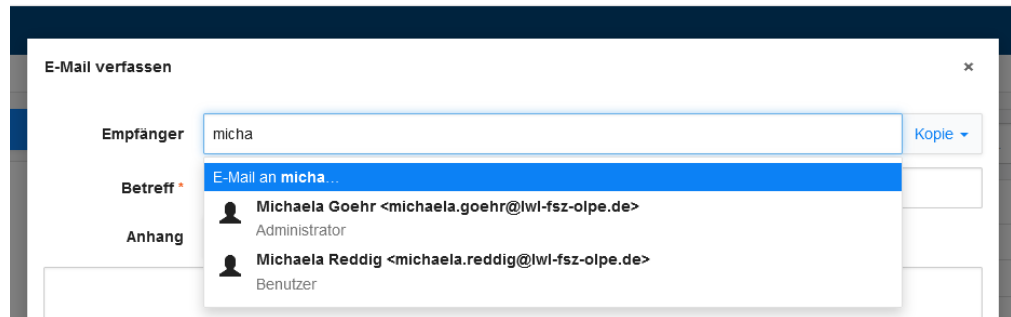 E-Mail verfassen ×
Empfänger micha Kopie
E-Mail an micha...
Betreff *
Michaela Goehr <michaela.goehr@lwl-fsz-olpe.de>
Administrator
Anhang
Michaela Reddig <michaela.reddig@lwl-fsz-olpe.de>
Benutzer